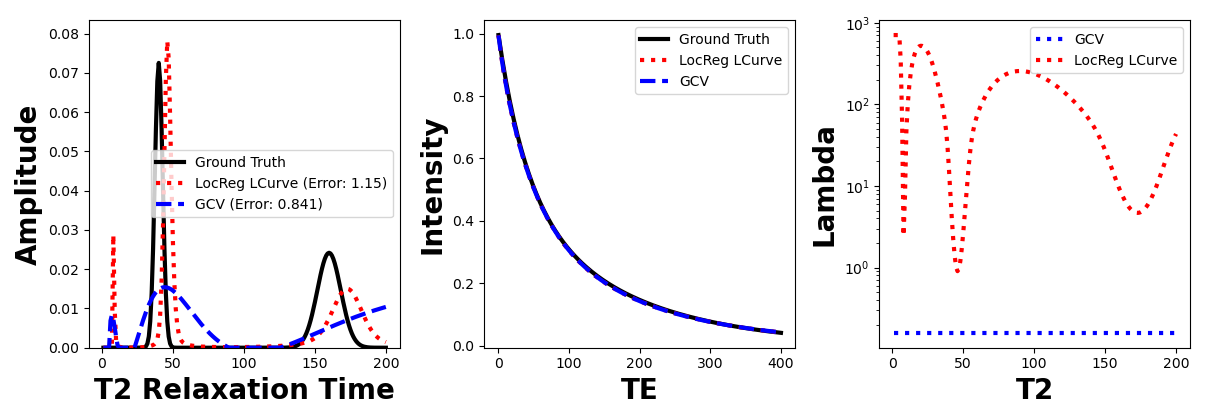 Amplitude
0.08
0.07
0.06
0.05
0.04
0.03
0.02
0.01
0.00
Ground Truth
LocReg LCurve (Error: 1.15)
GCV (Error: 0.841)
0 50 100 150 200
T2 Relaxation Time
Intensity
1.0
0.8
0.6
0.4
0.2
0.0
Ground Truth
LocReg LCurve
GCV
0 100 200 300 400
TE
Lambda
10³
10²
10¹
10⁰
GCV
LocReg LCurve
0 50 100 150 200
T2